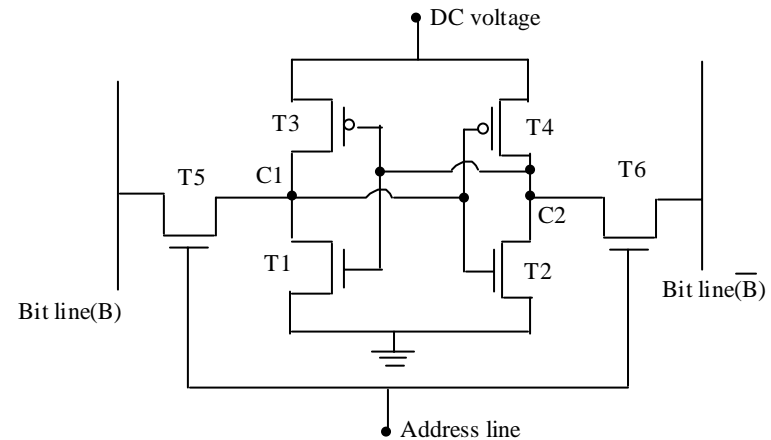 DC voltage
T3
T4
T5
C1
T6
C2
T1
T2
Bit line(B)
Bit line(B̅)
Address line